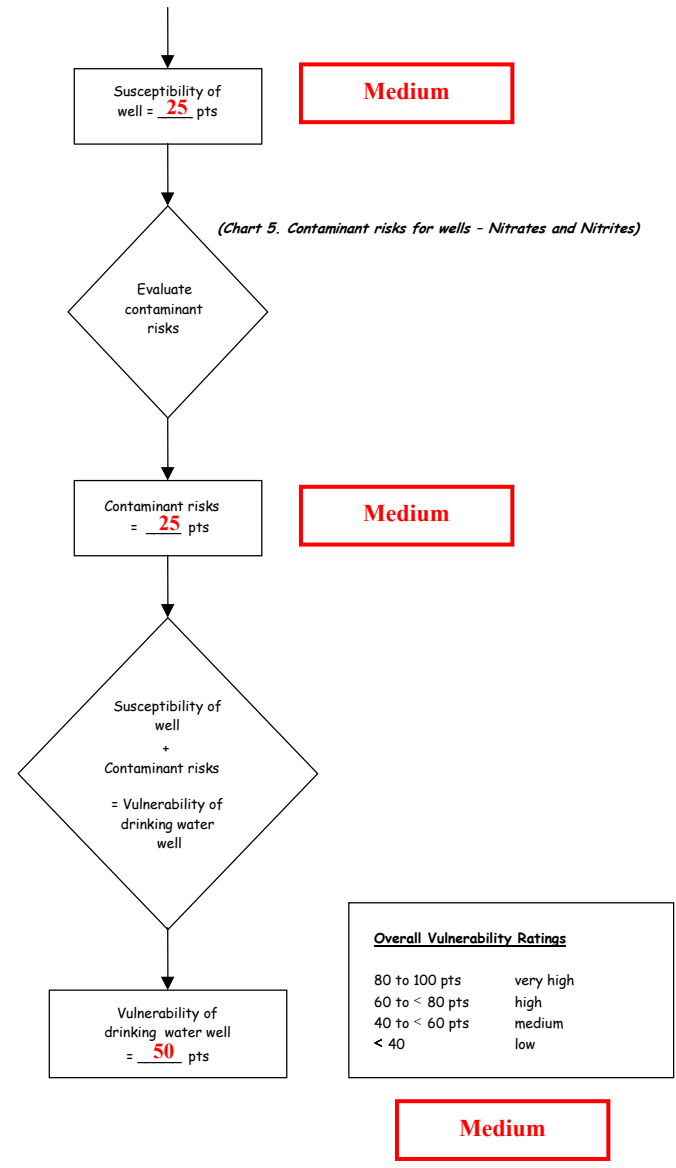 Susceptibility of
well = 25 pts
Medium
(Chart 5. Contaminant risks for wells – Nitrates and Nitrites)
Evaluate
contaminant
risks
Contaminant risks
= 25 pts
Medium
Susceptibility of
well
+
Contaminant risks
= Vulnerability of
drinking water
well
Overall Vulnerability Ratings
80 to 100 pts very high
60 to < 80 pts high
40 to < 60 pts medium
< 40 low
Vulnerability of
drinking water well
= 50 pts
Medium